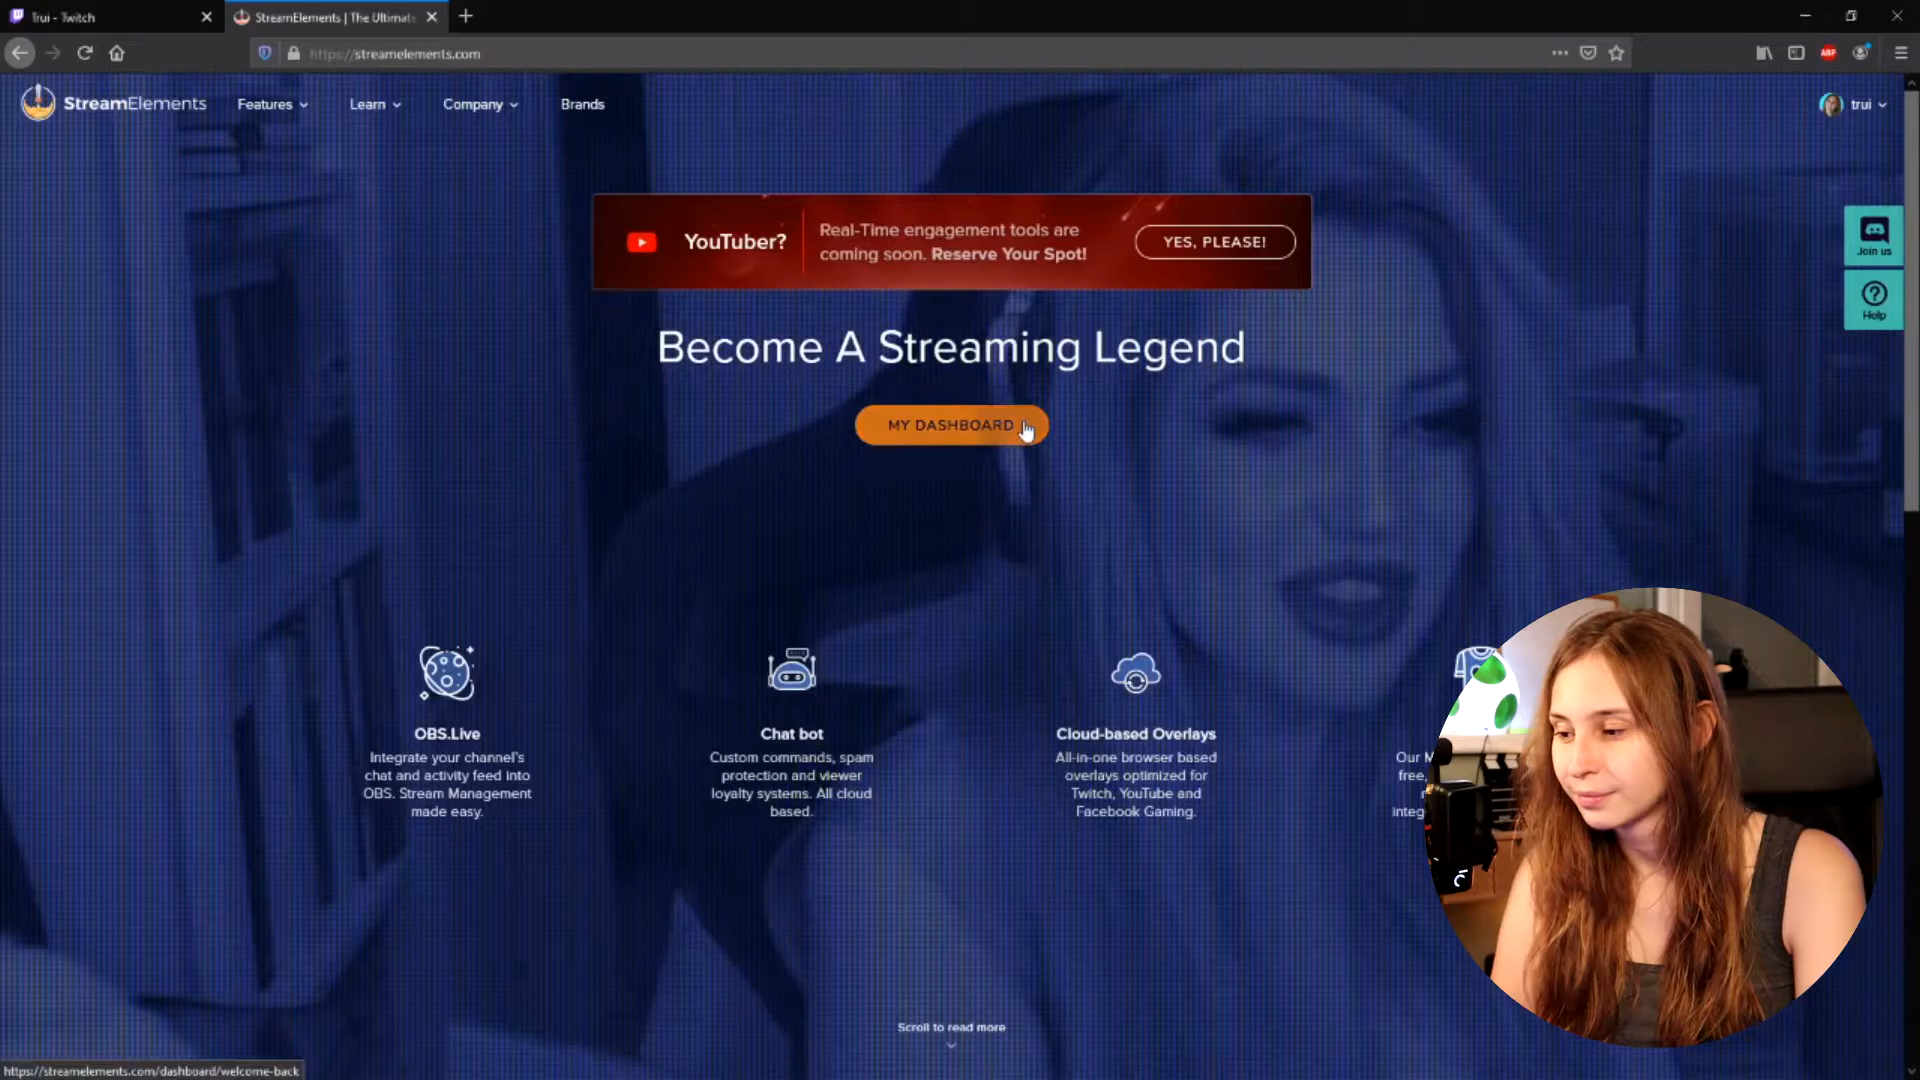 Trui - Twitch
StreamElements | The Ultimate
https://streamelements.com
ABP
StreamElements
Features
Learn
Company
Brands
trui
YouTuber?
Real-Time engagement tools are
coming soon. Reserve Your Spot!
YES, PLEASE!
Join us
Help
Become A Streaming Legend
MY DASHBOARD
OBS.Live
Integrate your channel's
chat and activity feed into
OBS. Stream Management
made easy.
Chat bot
Custom commands, spam
protection and viewer
loyalty systems. All cloud
based.
Cloud-based Overlays
All-in-one browser based
overlays optimized for
Twitch, YouTube and
Facebook Gaming.
Our
free,
Scroll to read more
https://streamelements.com/dashboard/welcome-back